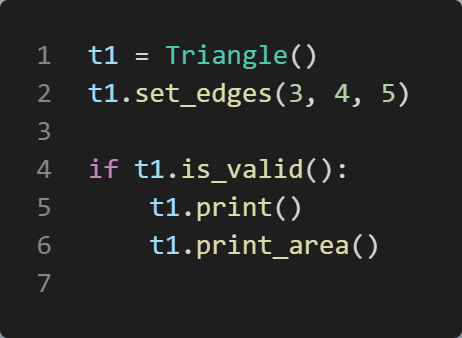 1 t1 = Triangle()
2 t1.set_edges(3, 4, 5)
3
4 if t1.is_valid():
5     t1.print()
6     t1.print_area()
7